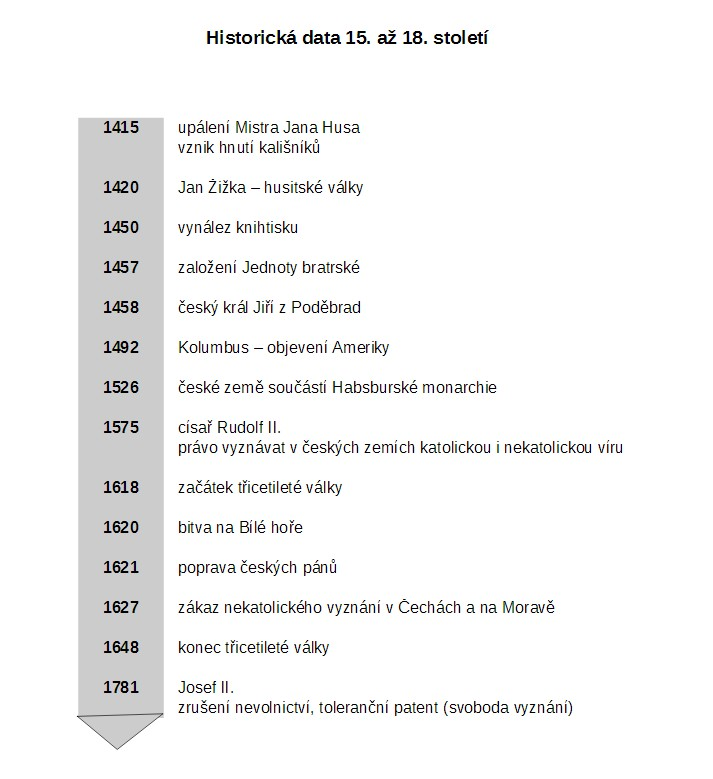 Historická data 15. až 18. století
1415 upálení Mistra Jana Husa
vznik hnutí kališníků
1420 Jan Žižka – husitské války
1450 vynález knihtisku
1457 založení Jednoty bratrské
1458 český král Jiří z Poděbrad
1492 Kolumbus – objevení Ameriky
1526 české země součástí Habsburské monarchie
1575 císař Rudolf II.
právo vyznávat v českých zemích katolickou i nekatolickou víru
1618 začátek třicetileté války
1620 bitva na Bílé hoře
1621 poprava českých pánů
1627 zákaz nekatolického vyznání v Čechách a na Moravě
1648 konec třicetileté války
1781 Josef II.
zrušení nevolnictví, toleranční patent (svoboda vyznání)